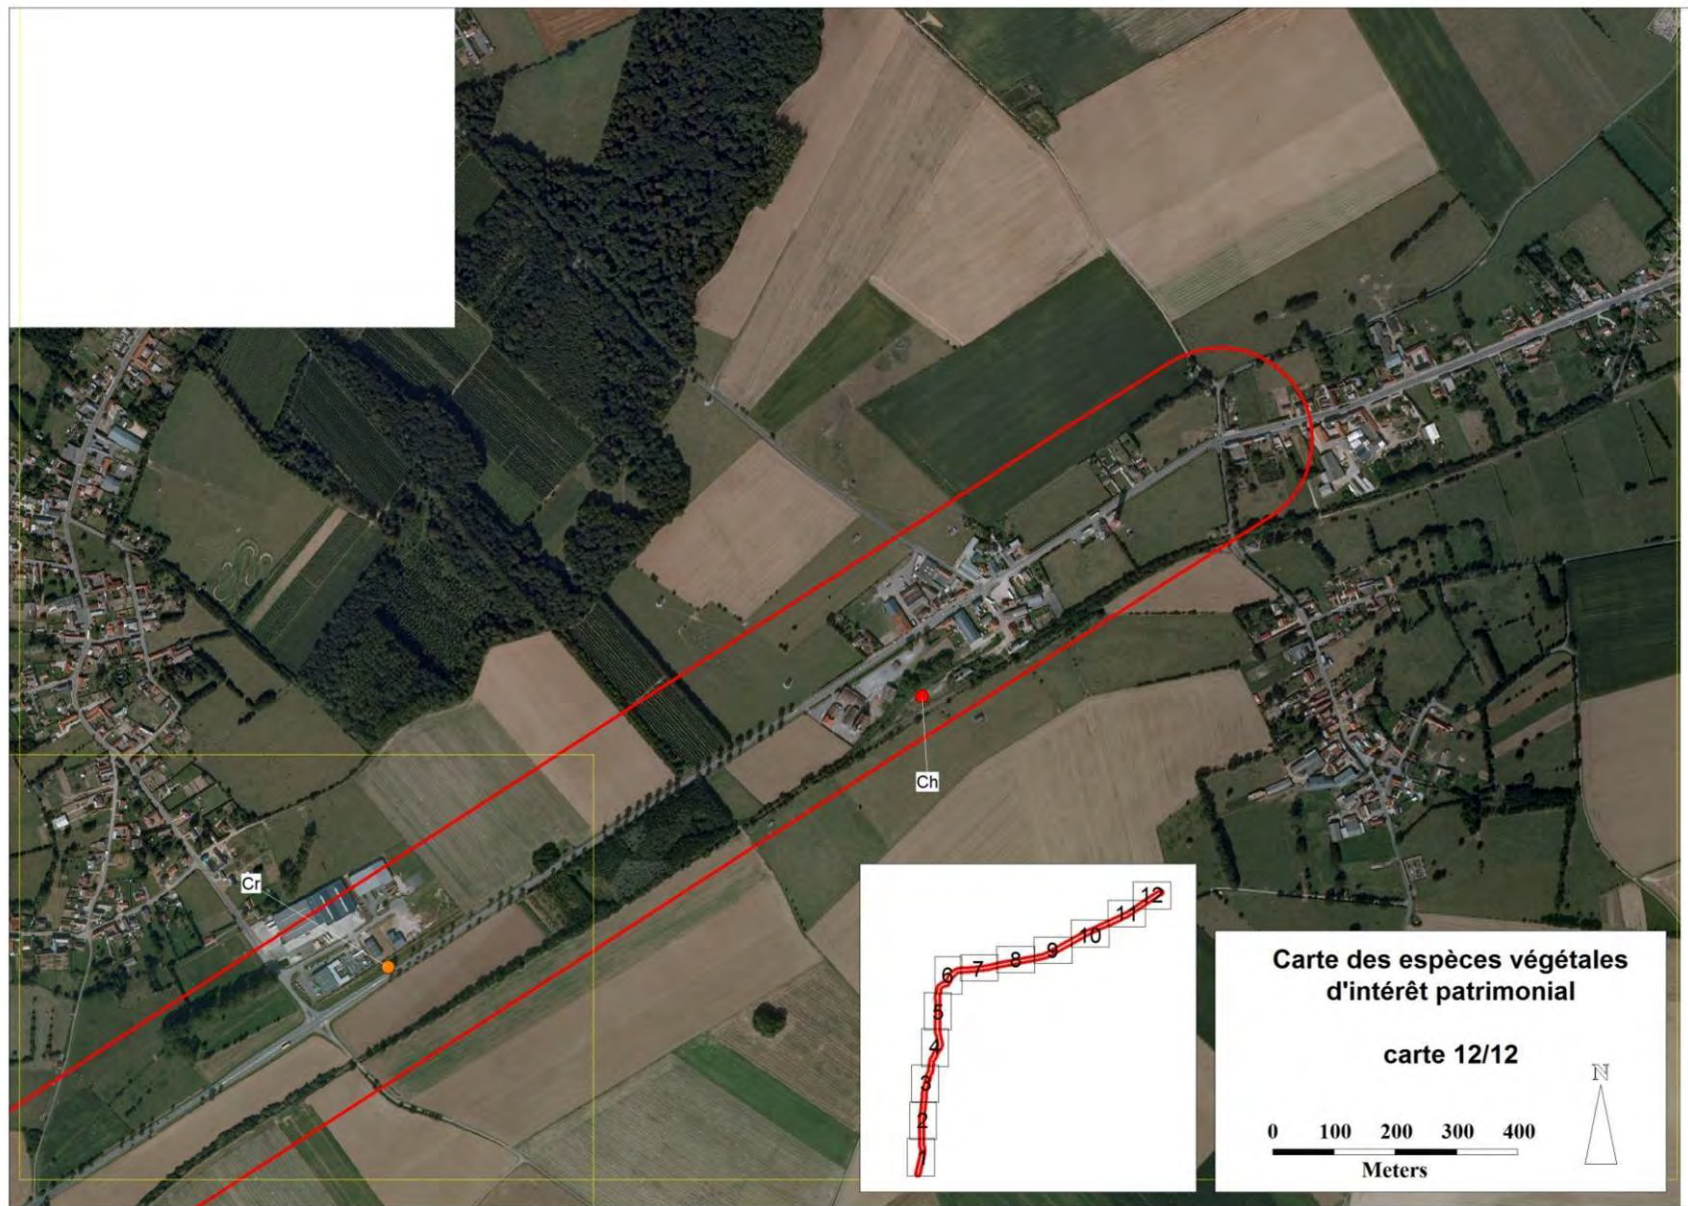 Ch
Cr
12
11
10
9
8
7
6
5
4
3
2
1
Carte des espèces végétales
d'intérêt patrimonial
carte 12/12
N
0 100 200 300 400
Meters